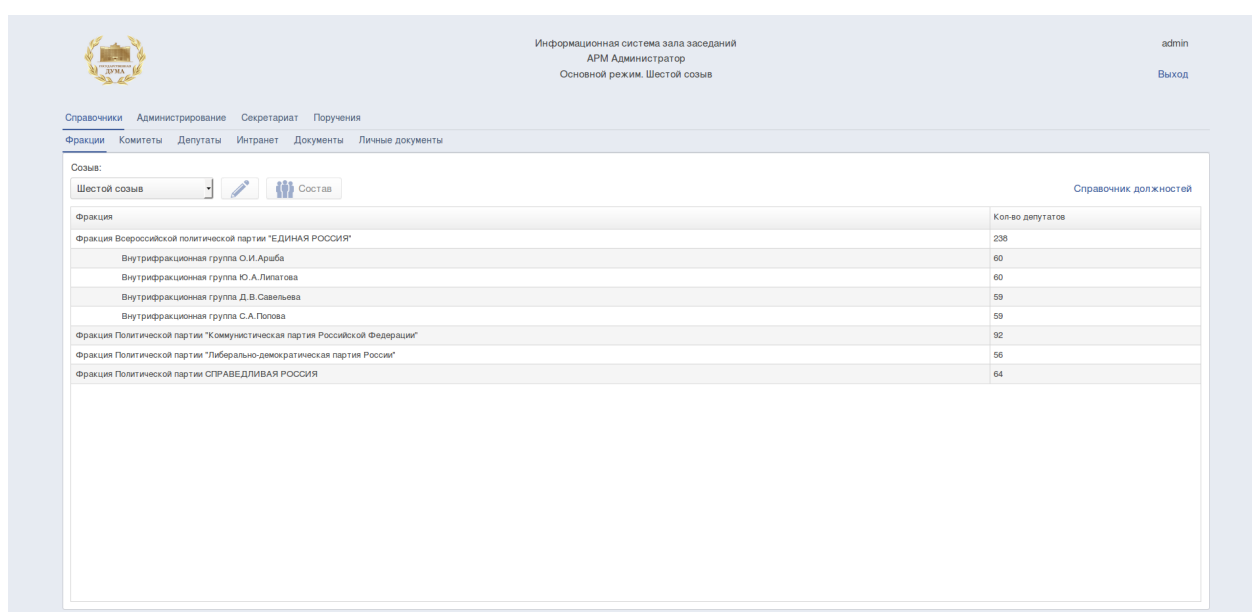 Информационная система зала заседаний
АРМ Администратор
Основной режим. Шестой созыв
admin
Выход
ГОСУДАРСТВЕННАЯ
ДУМА
Справочники Администрирование Секретариат Поручения
Фракции Комитеты Депутаты Интранет Документы Личные документы
Созыв:
Шестой созыв Состав Справочник должностей
Фракция Кол-во депутатов
Фракция Всероссийской политической партии "ЕДИНАЯ РОССИЯ" 238
Внутрифракционная группа О.И.Аршба 60
Внутрифракционная группа Ю.А.Липатова 60
Внутрифракционная группа Д.В.Савельева 59
Внутрифракционная группа С.А.Попова 59
Фракция Политической партии "Коммунистическая партия Российской Федерации" 92
Фракция Политической партии "Либерально-демократическая партия России" 56
Фракция Политической партии СПРАВЕДЛИВАЯ РОССИЯ 64